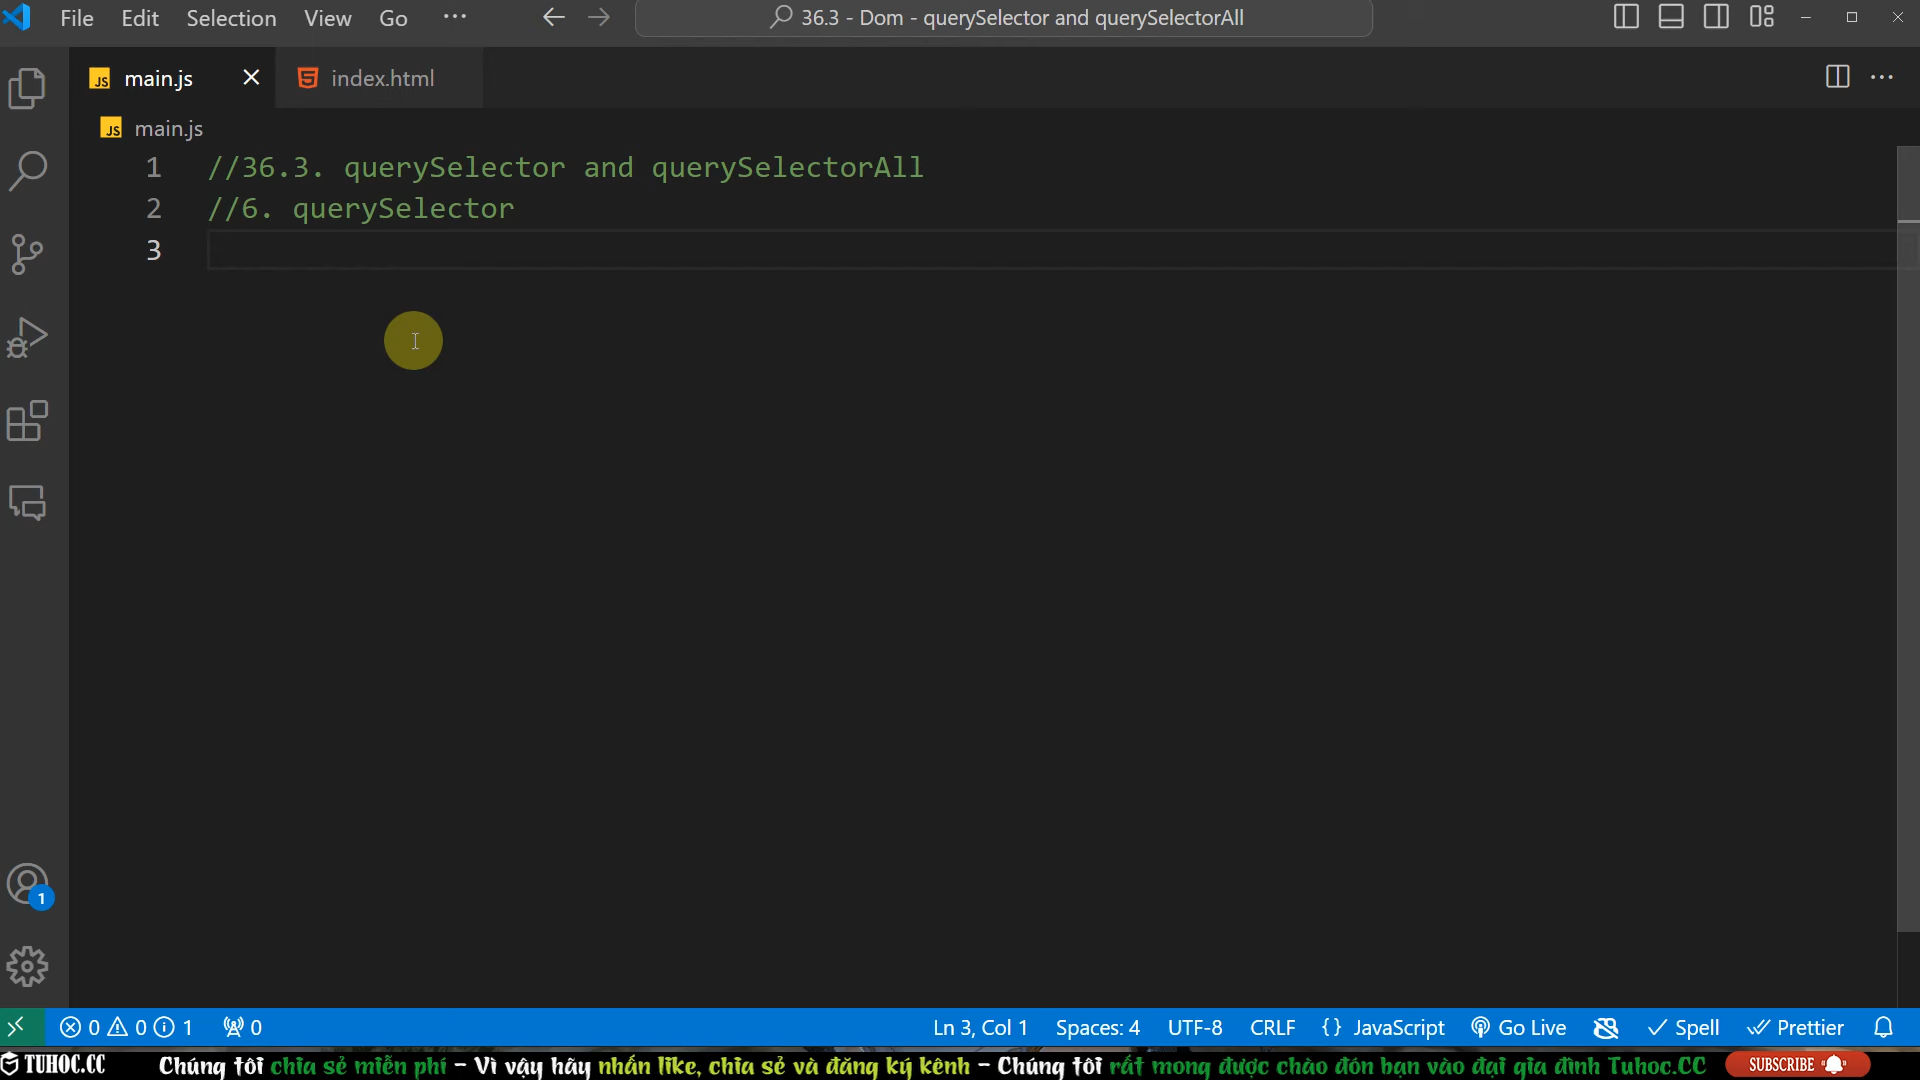 File Edit Selection View Go ··· 36.3 - Dom - querySelector and querySelectorAll
main.js index.html
main.js
1 //36.3. querySelector and querySelectorAll
2 //6. querySelector
3
1
0 0 1 0 Ln 3, Col 1 Spaces: 4 UTF-8 CRLF {} JavaScript Go Live Spell Prettier
TUHOC.CC Chúng tôi chia sẻ miễn phí - Vì vậy hãy nhấn like, chia sẻ và đăng ký kênh - Chúng tôi rất mong được chào đón bạn vào đại gia đình Tuhoc.CC SUBSCRIBE